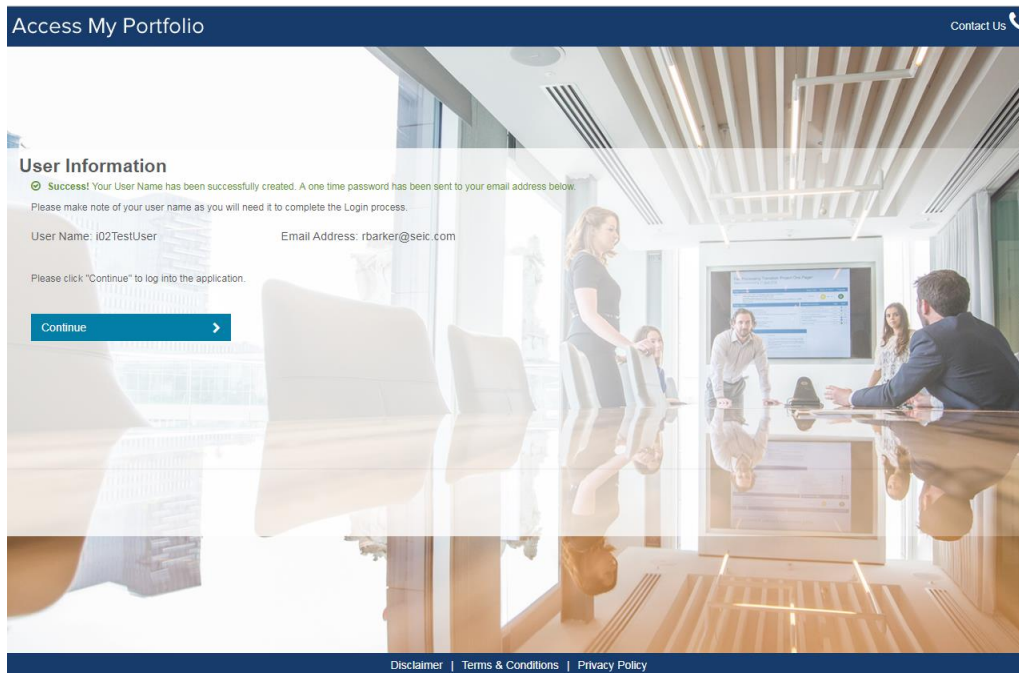 Access My Portfolio
Contact Us
User Information
Success! Your User Name has been successfully created. A one time password has been sent to your email address below.
Please make note of your user name as you will need it to complete the Login process.
User Name: i02TestUser
Email Address: rbarker@seic.com
Please click "Continue" to log into the application.
Continue
Disclaimer | Terms & Conditions | Privacy Policy